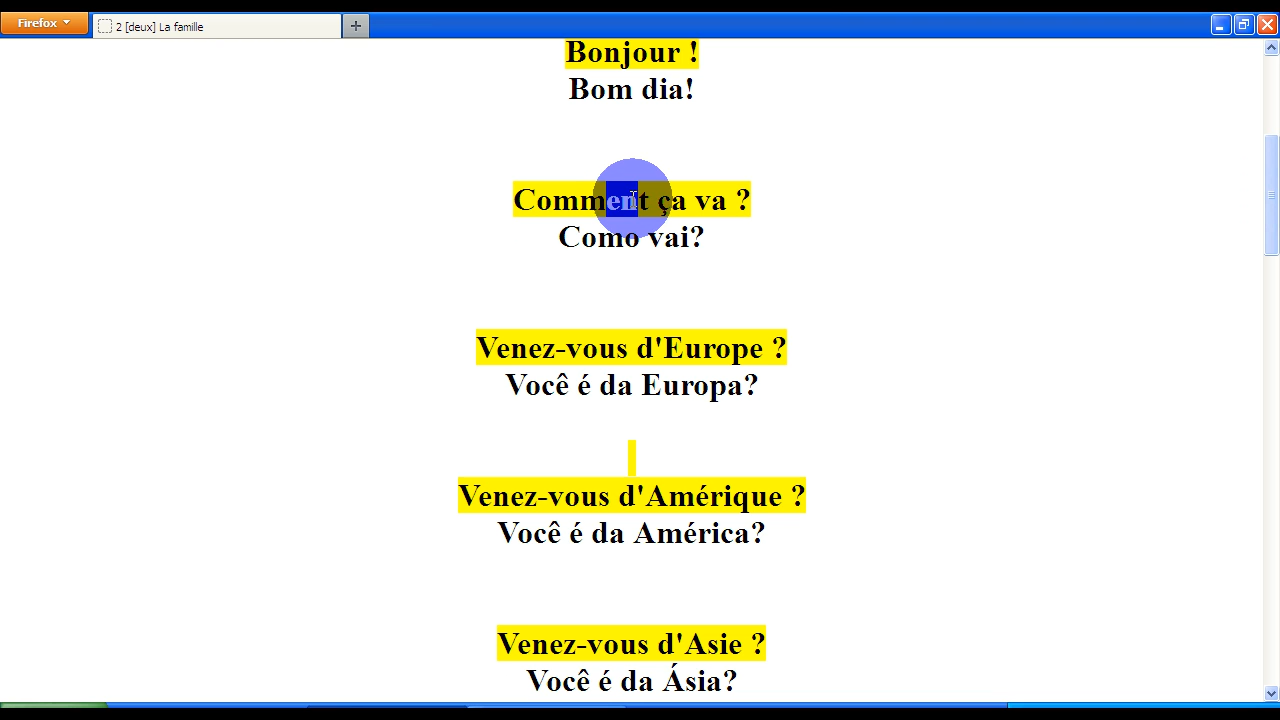 Firefox
2 [deux] La famille
Bonjour !
Bom dia!
Comment ça va ?
Como vai?
Venez-vous d'Europe ?
Você é da Europa?
Venez-vous d'Amérique ?
Você é da América?
Venez-vous d'Asie ?
Você é da Ásia?